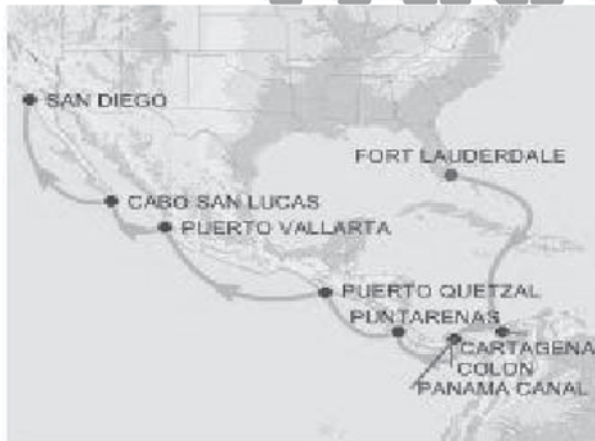 SAN DIEGO
FORT LAUDERDALE
CABO SAN LUCAS
PUERTO VALLARTA
PUERTO QUETZAL
PUNTARENAS
CARTAGENA
COLON
PANAMA CANAL